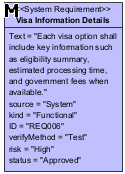 M
<<System Requirement>>
Visa Information Details
Text = "Each visa option shall
include key information such
as eligibility summary,
estimated processing time,
and government fees when
available."
source = "System"
kind = "Functional"
ID = "REQ006"
verifyMethod = "Test"
risk = "High"
status = "Approved"